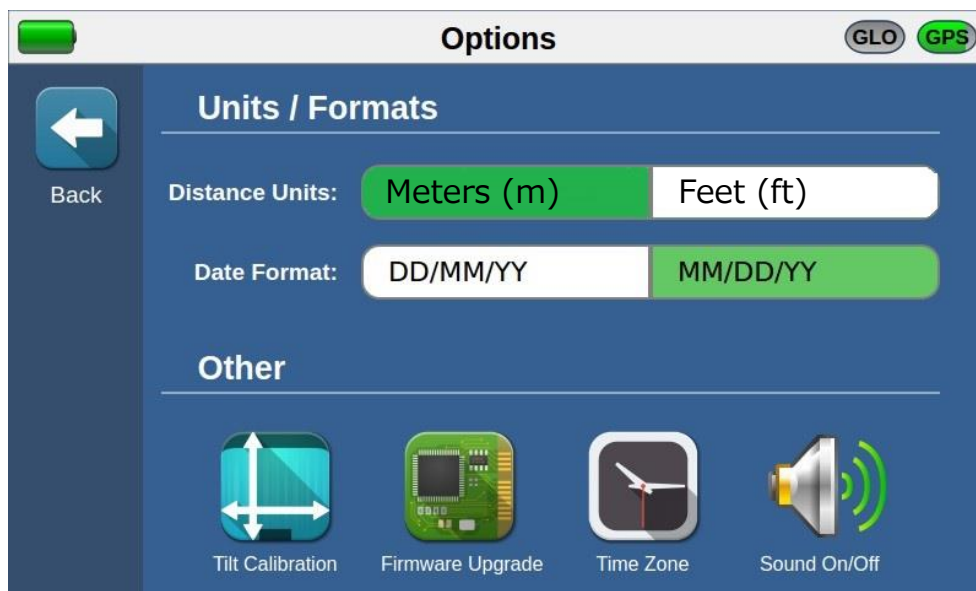 Options
GLO GPS
Units / Formats
Back
Distance Units: Meters (m) Feet (ft)
Date Format: DD/MM/YY MM/DD/YY
Other
Tilt Calibration Firmware Upgrade Time Zone Sound On/Off